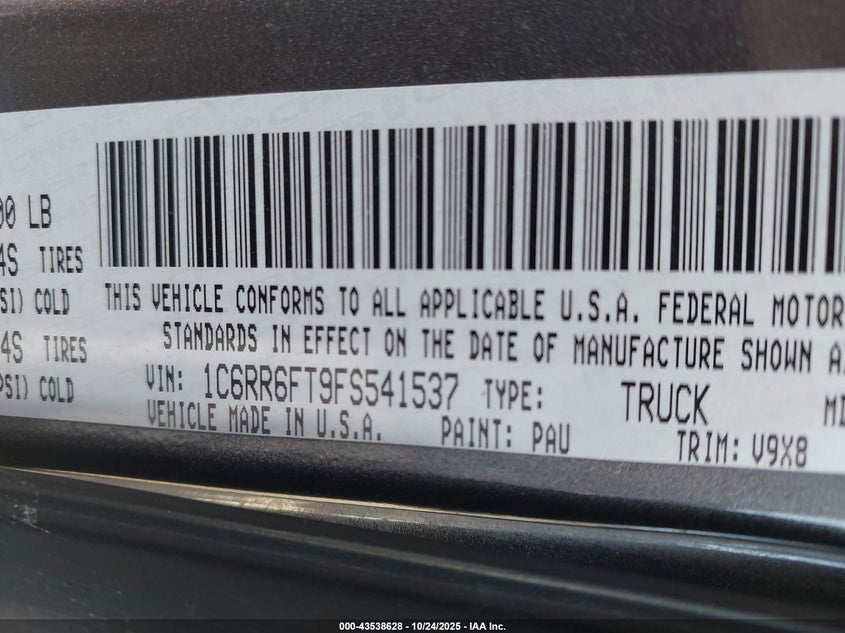 00 LB
4S TIRES
SI) COLD
4S TIRES
PSI) COLD
THIS VEHICLE CONFORMS TO ALL APPLICABLE U.S.A. FEDERAL MOTOR
STANDARDS IN EFFECT ON THE DATE OF MANUFACTURE SHOWN A
VIN: 1C6RR6FT9FS541537 TYPE: TRUCK MD
VEHICLE MADE IN U.S.A. PAINT: PAU TRIM: V9X8
000-43538628 - 10/24/2025 - IAA Inc.